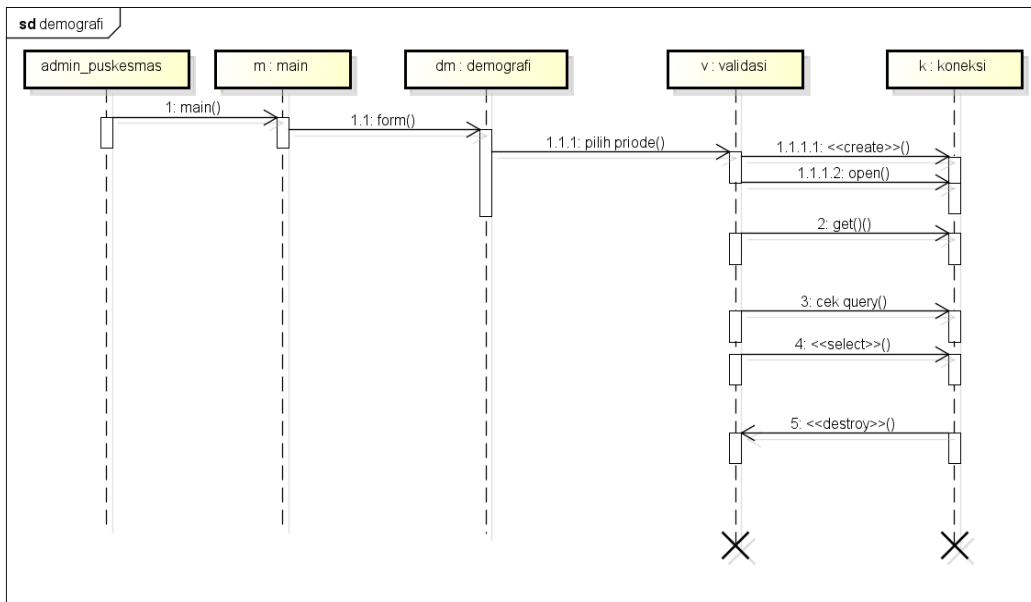 sd demografi
admin_puskesmas
m : main
dm : demografi
v : validasi
k : koneksi
1: main()
1.1: form()
1.1.1: pilih priode()
1.1.1.1: <<create>>()
1.1.1.2: open()
2: get()()
3: cek query()
4: <<select>>()
5: <<destroy>>()